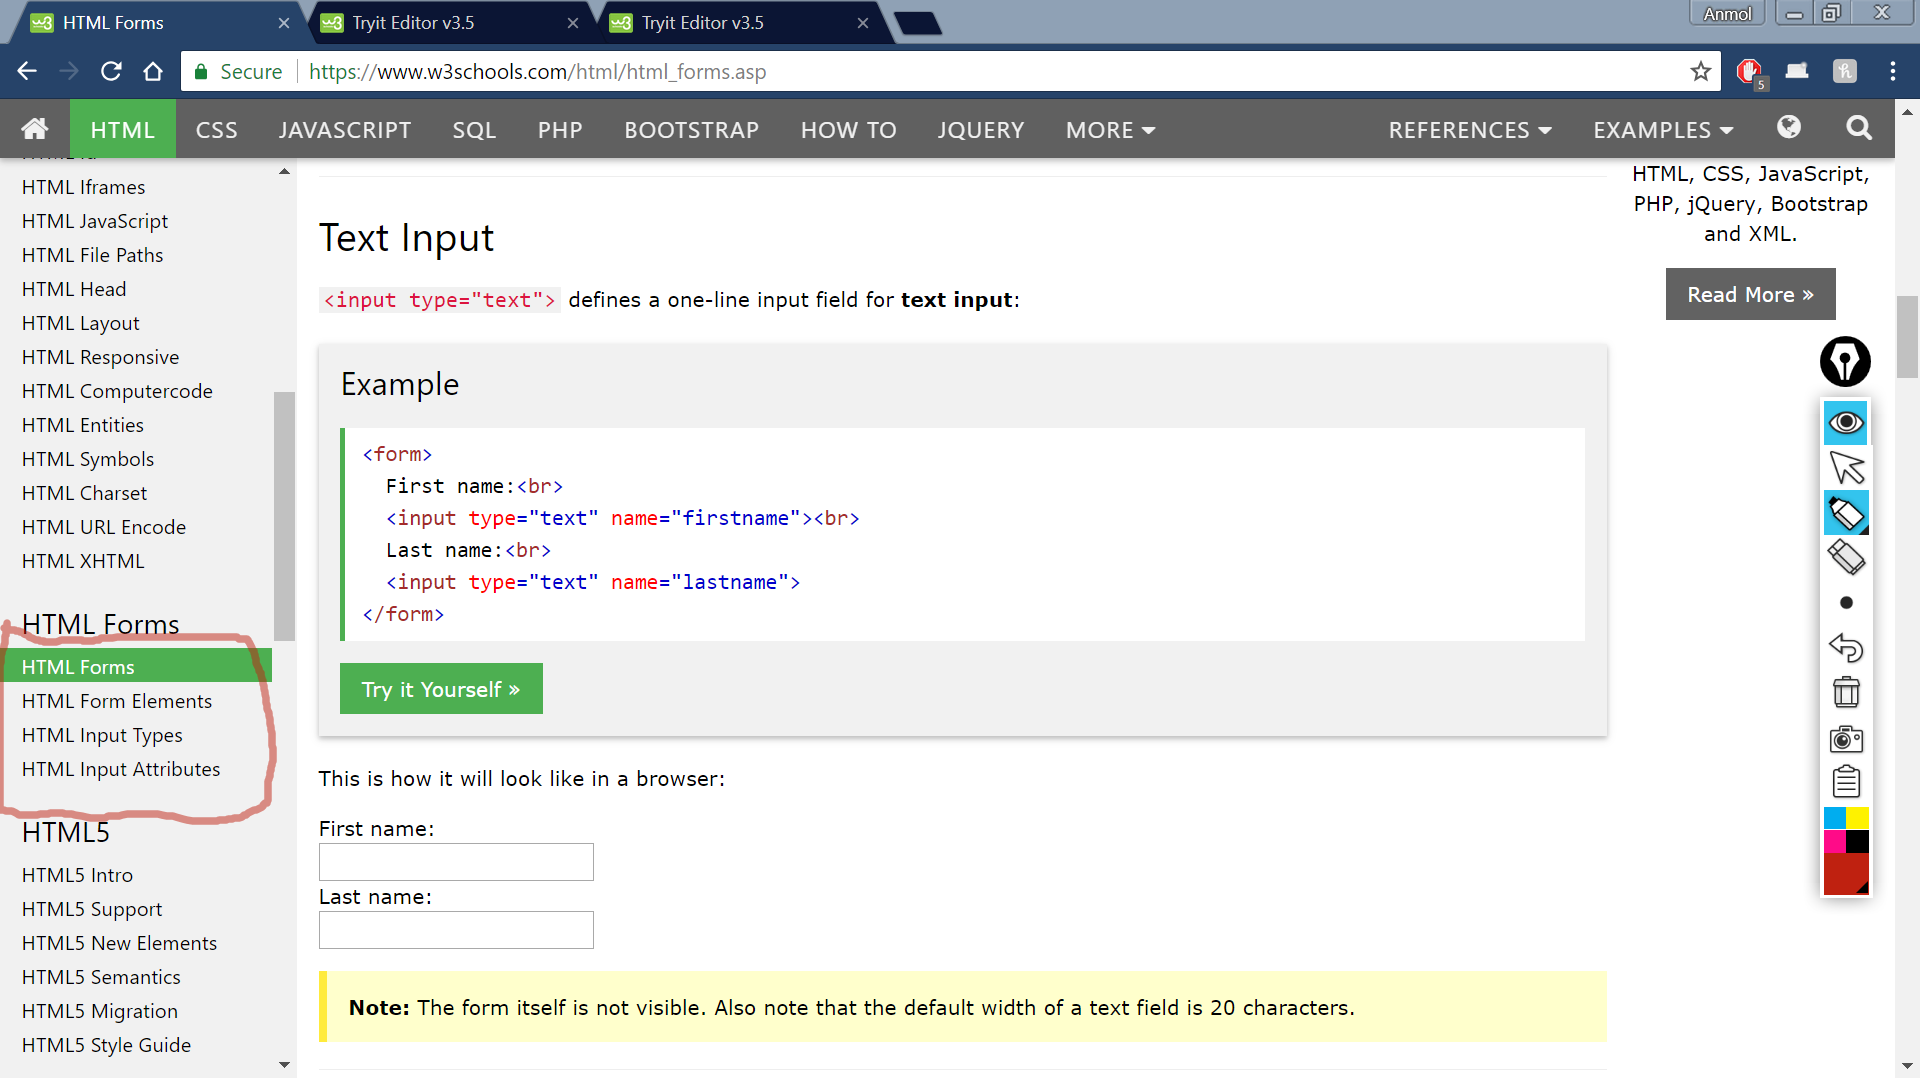 HTML Forms
Tryit Editor v3.5
Tryit Editor v3.5
Anmol
Secure
https://www.w3schools.com/html/html_forms.asp
5
HTML
CSS
JAVASCRIPT
SQL
PHP
BOOTSTRAP
HOW TO
JQUERY
MORE
REFERENCES
EXAMPLES
HTML Iframes
HTML JavaScript
HTML File Paths
HTML Head
HTML Layout
HTML Responsive
HTML Computercode
HTML Entities
HTML Symbols
HTML Charset
HTML URL Encode
HTML XHTML
HTML Forms
HTML Forms
HTML Form Elements
HTML Input Types
HTML Input Attributes
HTML5
HTML5 Intro
HTML5 Support
HTML5 New Elements
HTML5 Semantics
HTML5 Migration
HTML5 Style Guide
Text Input
<input type="text"> defines a one-line input field for text input:
Example
<form>
First name:<br>
<input type="text" name="firstname"><br>
Last name:<br>
<input type="text" name="lastname">
</form>
Try it Yourself »
This is how it will look like in a browser:
First name:
Last name:
Note: The form itself is not visible. Also note that the default width of a text field is 20 characters.
HTML, CSS, JavaScript,
PHP, jQuery, Bootstrap
and XML.
Read More »